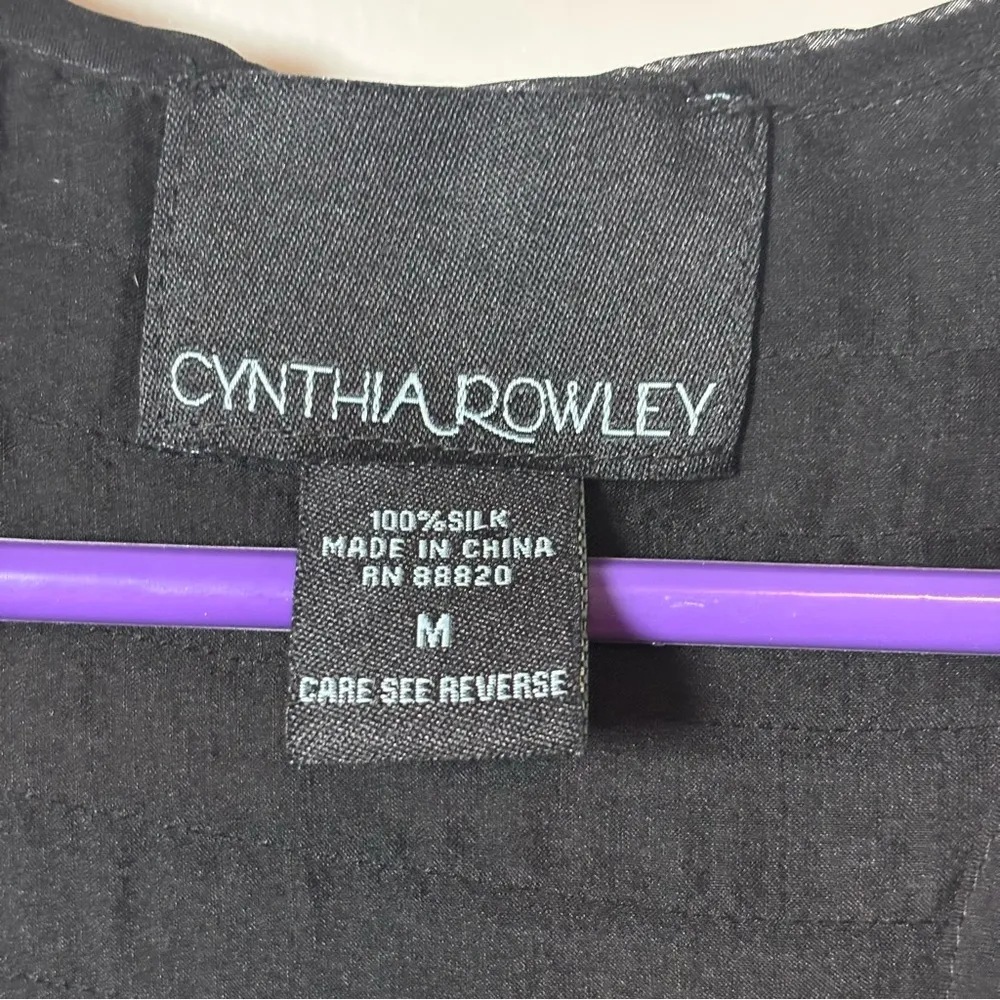 CYNTHIA ROWLEY
100% SILK
MADE IN CHINA
RN 88820
M
CARE SEE REVERSE